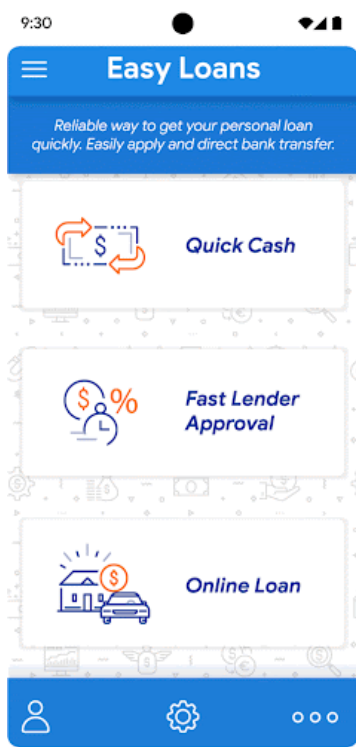 9:30
Easy Loans
Reliable way to get your personal loan
quickly. Easily apply and direct bank transfer.
$
Quick Cash
$ %
Fast Lender
Approval
$
Online Loan